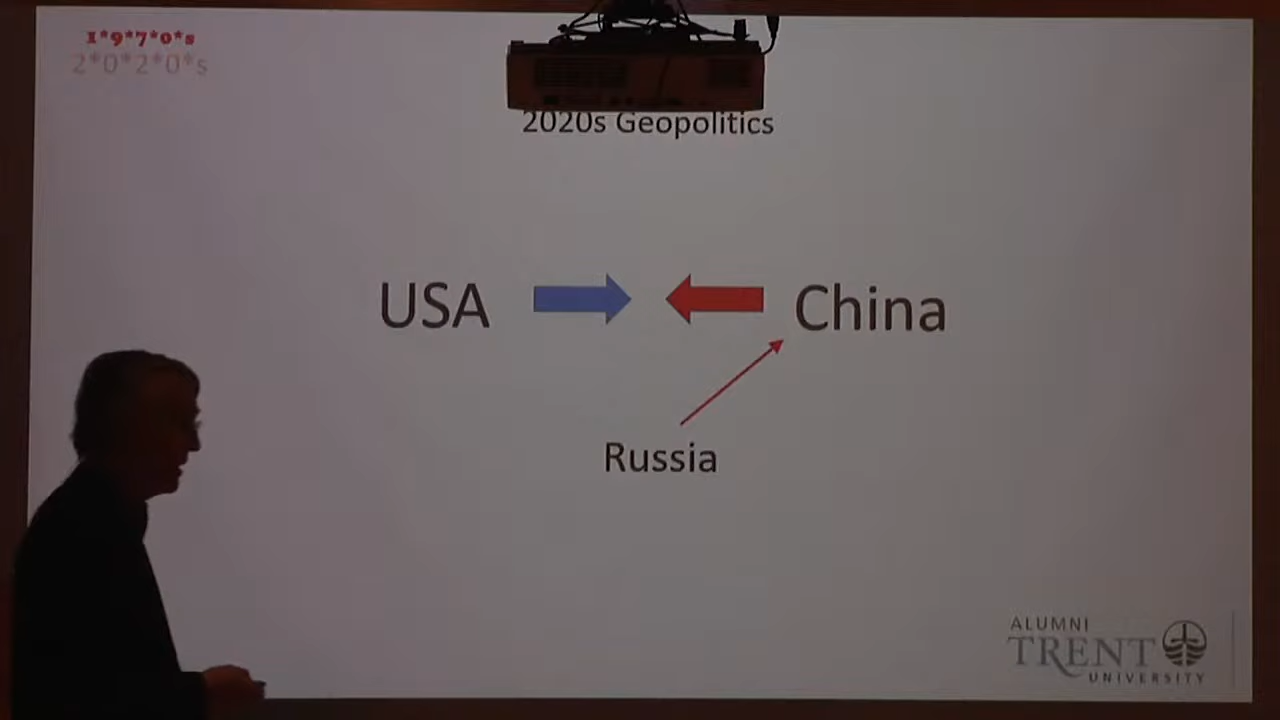 1*9*7*0*s
2*0*2*0*s
2020s Geopolitics
USA
China
Russia
ALUMNI
TRENT
UNIVERSITY